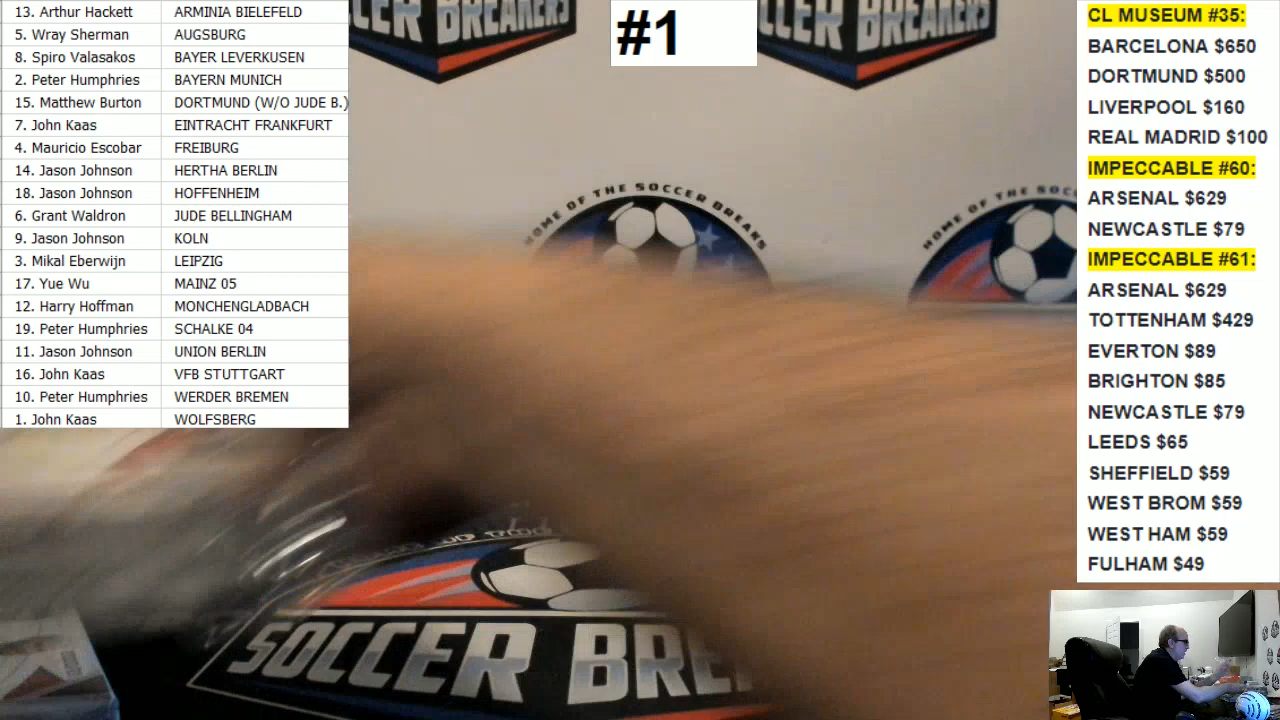 13. Arthur Hackett ARMINIA BIELEFELD
5. Wray Sherman AUGSBURG
8. Spiro Valasakos BAYER LEVERKUSEN
2. Peter Humphries BAYERN MUNICH
15. Matthew Burton DORTMUND (W/O JUDE B.)
7. John Kaas EINTRACHT FRANKFURT
4. Mauricio Escobar FREIBURG
14. Jason Johnson HERTHA BERLIN
18. Jason Johnson HOFFENHEIM
6. Grant Waldron JUDE BELLINGHAM
9. Jason Johnson KOLN
3. Mikal Eberwijn LEIPZIG
17. Yue Wu MAINZ 05
12. Harry Hoffman MONCHENGLADBACH
19. Peter Humphries SCHALKE 04
11. Jason Johnson UNION BERLIN
16. John Kaas VFB STUTTGART
10. Peter Humphries WERDER BREMEN
1. John Kaas WOLFSBERG
CCER BREAKERS
#1
CCER BREAKERS
HOME OF THE SOCCER BREAKS
HOME OF THE SOC
SOCCER BRE
CL MUSEUM #35:
BARCELONA $650
DORTMUND $500
LIVERPOOL $160
REAL MADRID $100
IMPECCABLE #60:
ARSENAL $629
NEWCASTLE $79
IMPECCABLE #61:
ARSENAL $629
TOTTENHAM $429
EVERTON $89
BRIGHTON $85
NEWCASTLE $79
LEEDS $65
SHEFFIELD $59
WEST BROM $59
WEST HAM $59
FULHAM $49